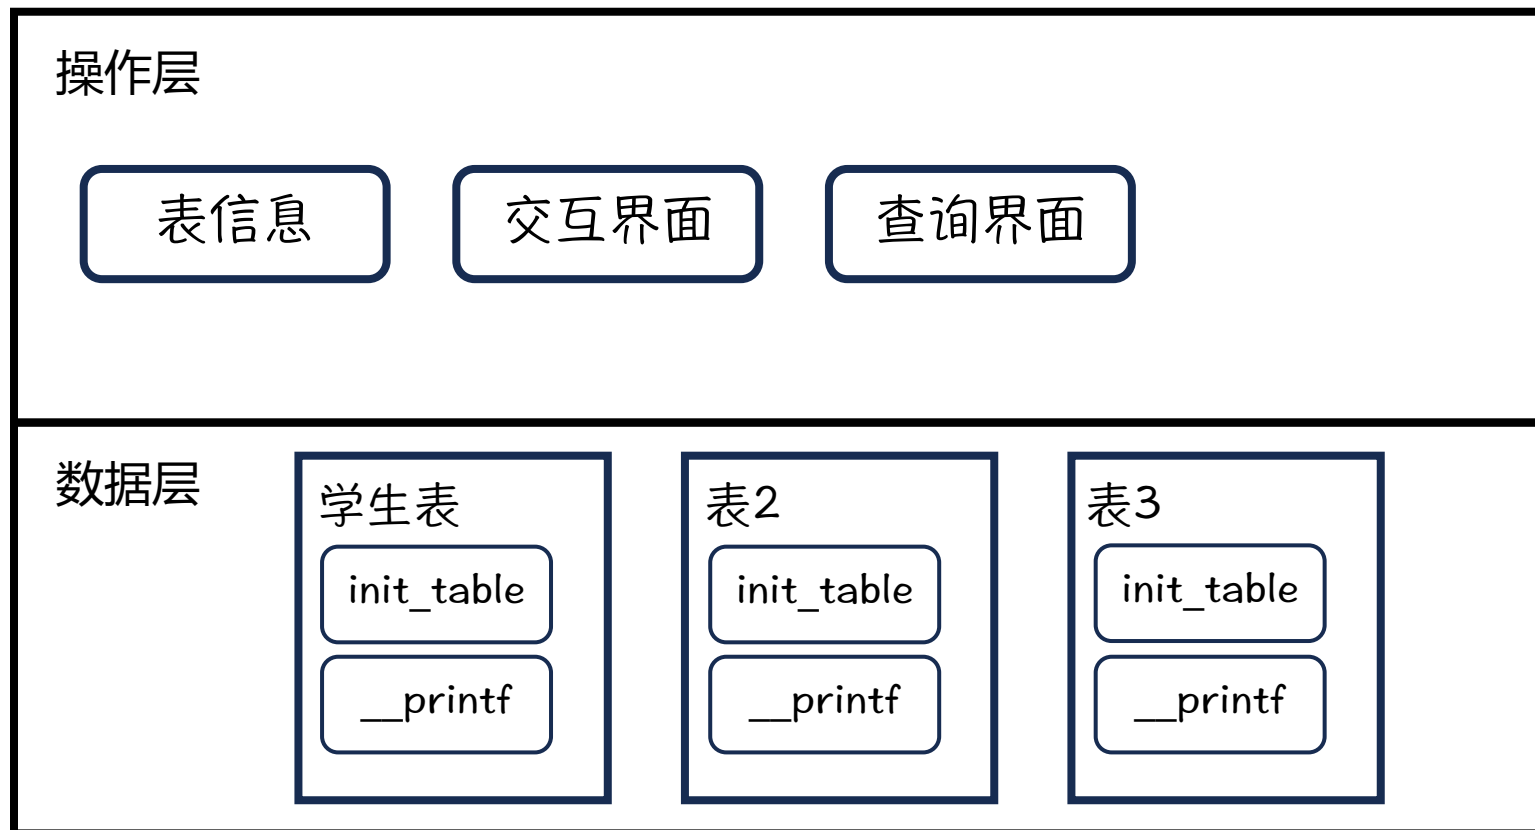 操作层
表信息
交互界面
查询界面
数据层
学生表
init_table
__printf
表2
init_table
__printf
表3
init_table
__printf